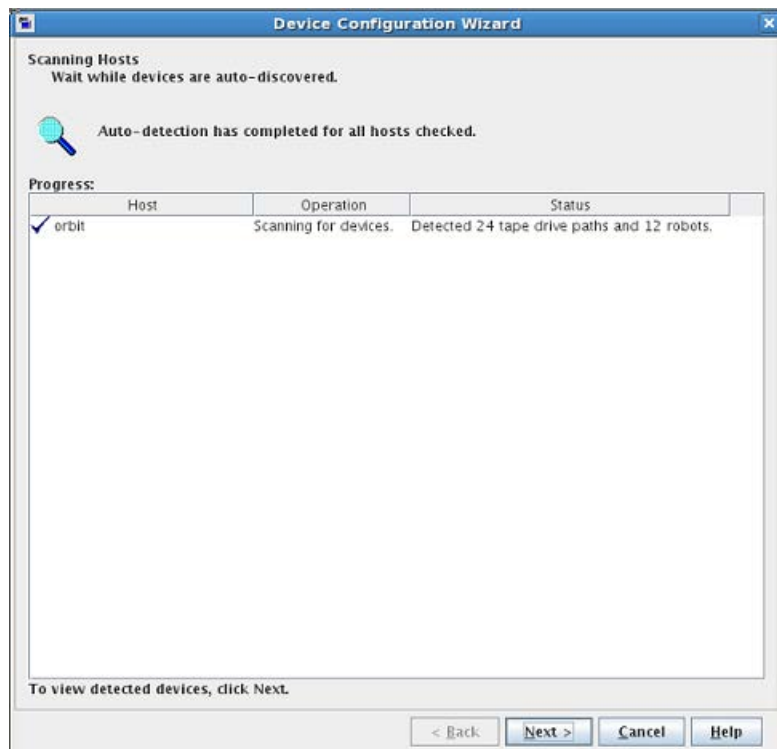 Device Configuration Wizard
Scanning Hosts
Wait while devices are auto-discovered.
Auto-detection has completed for all hosts checked.
Progress:
Host Operation Status
orbit Scanning for devices. Detected 24 tape drive paths and 12 robots.
To view detected devices, click Next.
< Back Next > Cancel Help